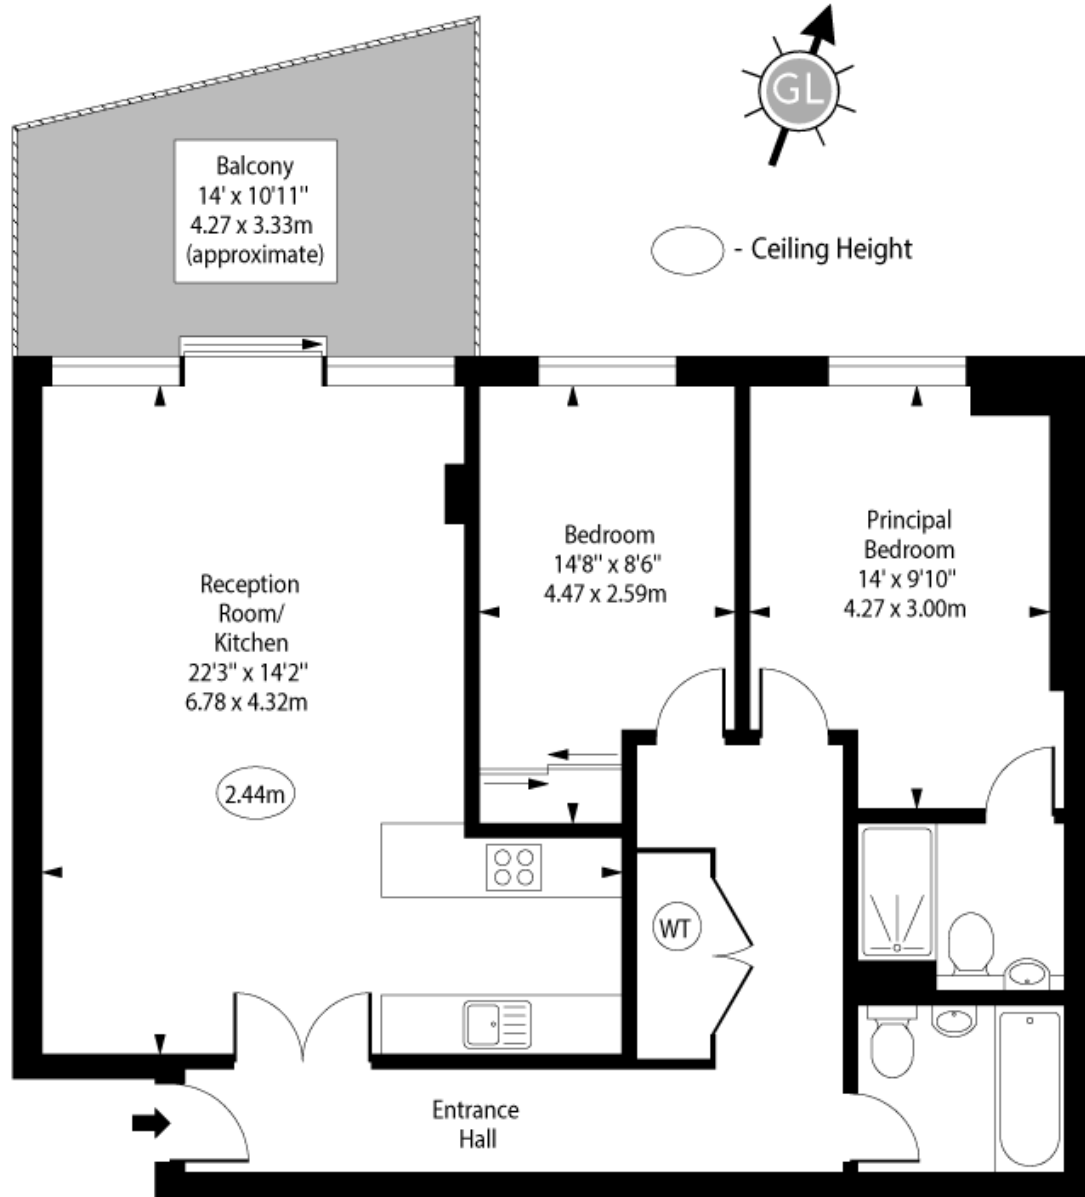 GL
Balcony
14' x 10'11"
4.27 x 3.33m
(approximate)
- Ceiling Height
Bedroom
14'8" x 8'6"
4.47 x 2.59m
Principal
Bedroom
14' x 9'10"
4.27 x 3.00m
Reception
Room/
Kitchen
22'3" x 14'2"
6.78 x 4.32m
2.44m
WT
Entrance
Hall